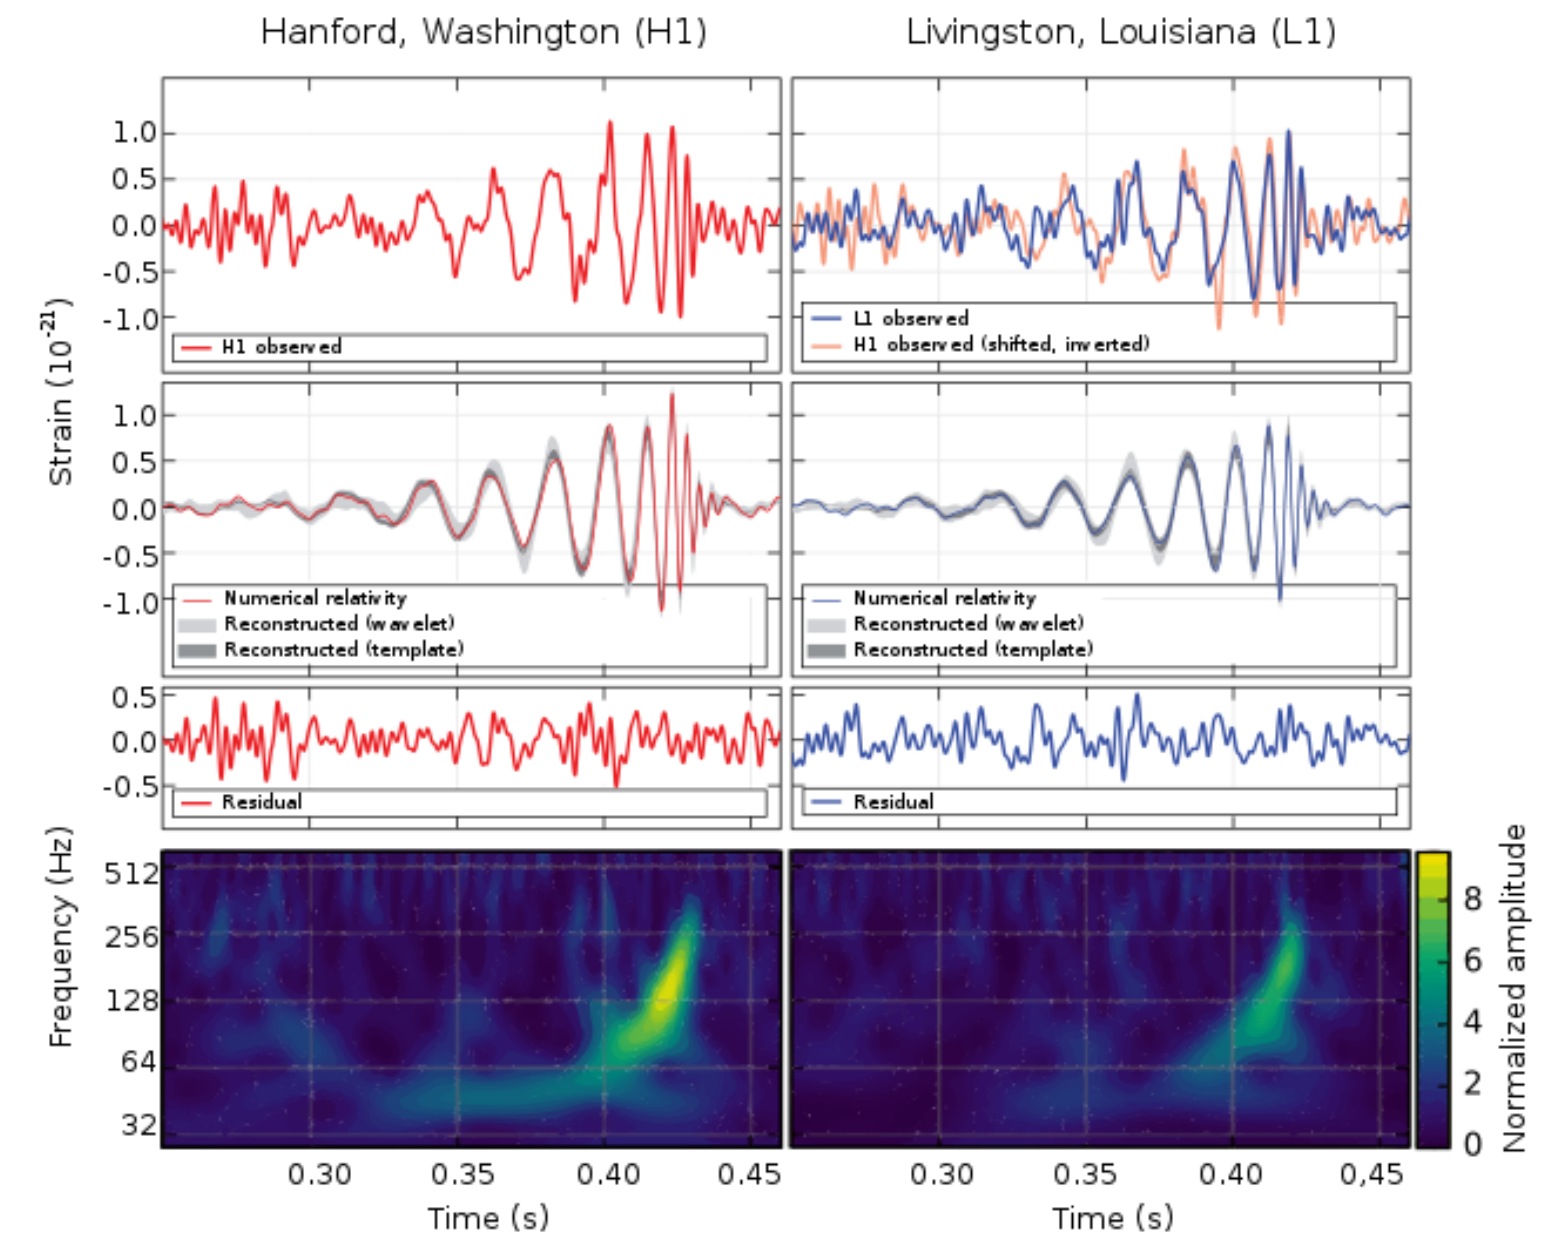 Hanford, Washington (H1)
Livingston, Louisiana (L1)
1.0
0.5
0.0
-0.5
-1.0
H1 observed
L1 observed
H1 observed (shifted, inverted)
Strain (10-21)
1.0
0.5
0.0
-0.5
-1.0
Numerical relativity
Reconstructed (wavelet)
Reconstructed (template)
Numerical relativity
Reconstructed (wavelet)
Reconstructed (template)
0.5
0.0
-0.5
Residual
Residual
Frequency (Hz)
512
256
128
64
32
0.30 0.35 0.40 0.45
Time (s)
0.30 0.35 0.40 0,45
Time (s)
8
6
4
2
0
Normalized amplitude